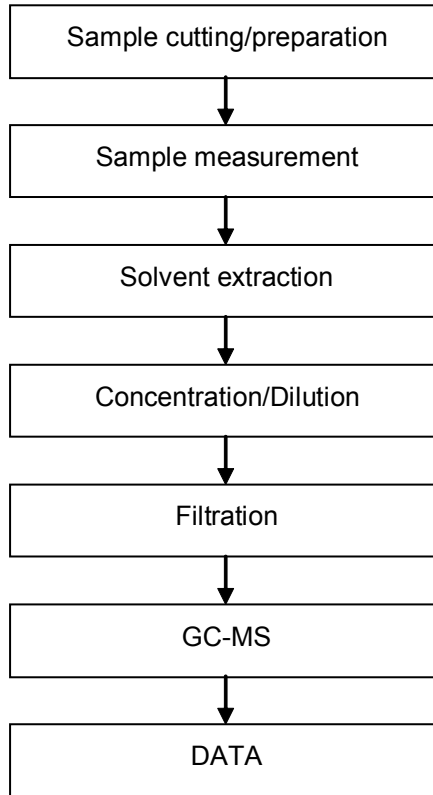 Sample cutting/preparation
Sample measurement
Solvent extraction
Concentration/Dilution
Filtration
GC-MS
DATA